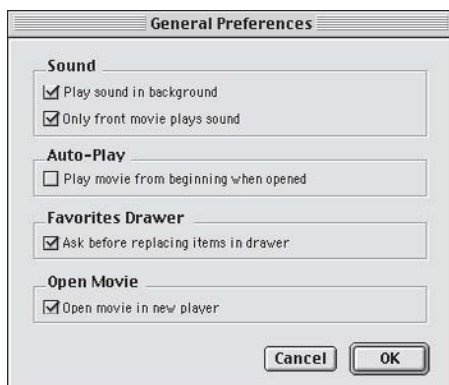 General Preferences
Sound
Play sound in background
Only front movie plays sound
Auto-Play
Play movie from beginning when opened
Favorites Drawer
Ask before replacing items in drawer
Open Movie
Open movie in new player
Cancel
OK